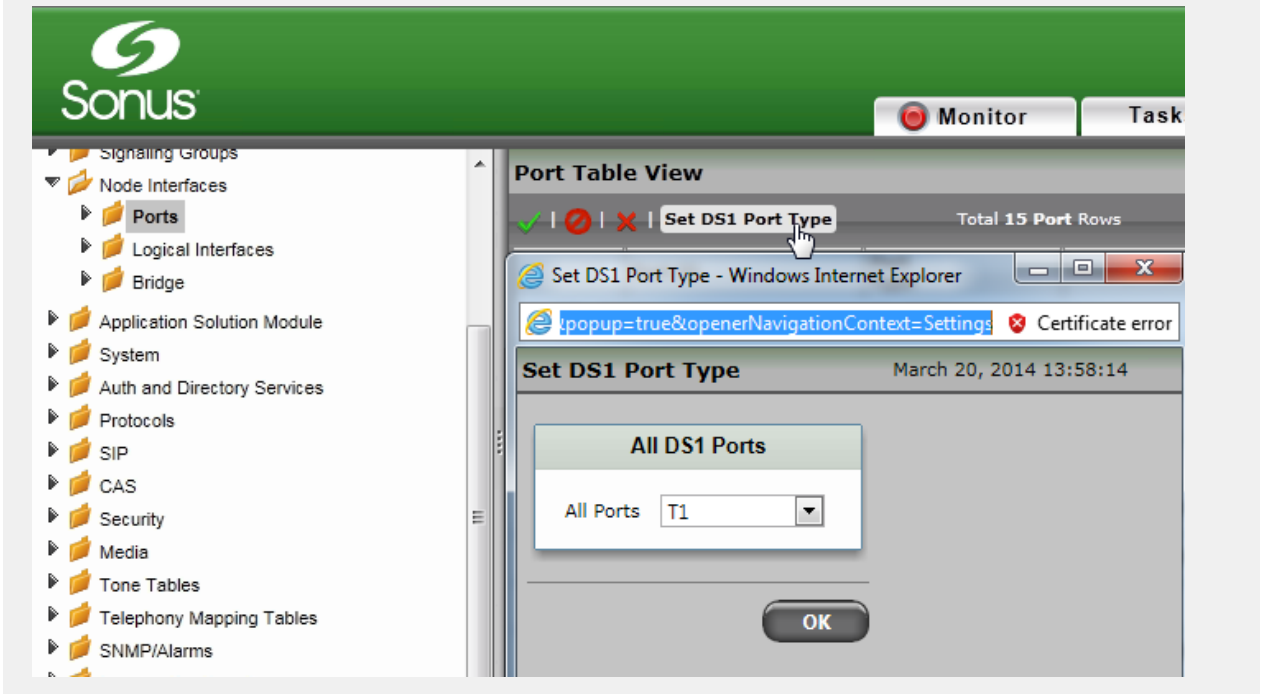 Sonus
Monitor
Task
Signaling Groups
Node Interfaces
Ports
Logical Interfaces
Bridge
Application Solution Module
System
Auth and Directory Services
Protocols
SIP
CAS
Security
Media
Tone Tables
Telephony Mapping Tables
SNMP/Alarms
Port Table View
| | | Set DS1 Port Type Total 15 Port Rows
Set DS1 Port Type - Windows Internet Explorer
&popup=true&openerNavigationContext=Settings Certificate error
Set DS1 Port Type March 20, 2014 13:58:14
All DS1 Ports
All Ports T1
OK